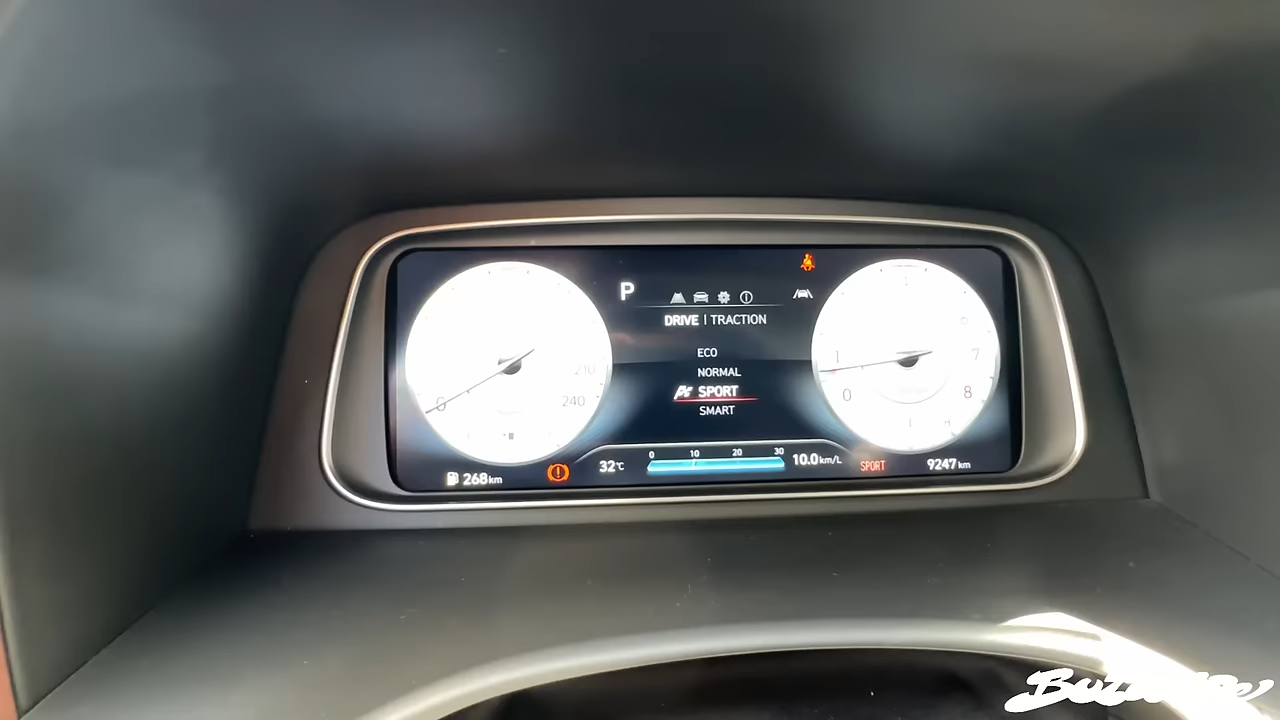 P
DRIVE | TRACTION
ECO
NORMAL
SPORT
SMART
0
210
240
1
0
7
8
268km
32°C
0 10 20 30
10.0km/L
SPORT
9247km